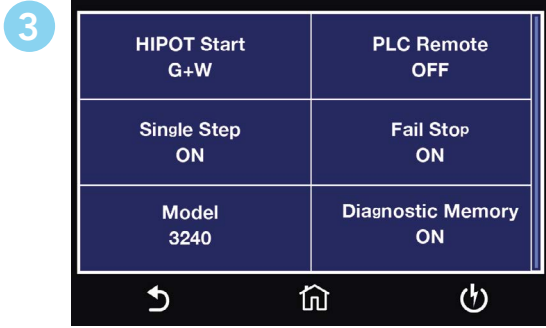 3
HIPOT Start
G+W
PLC Remote
OFF
Single Step
ON
Fail Stop
ON
Model
3240
Diagnostic Memory
ON